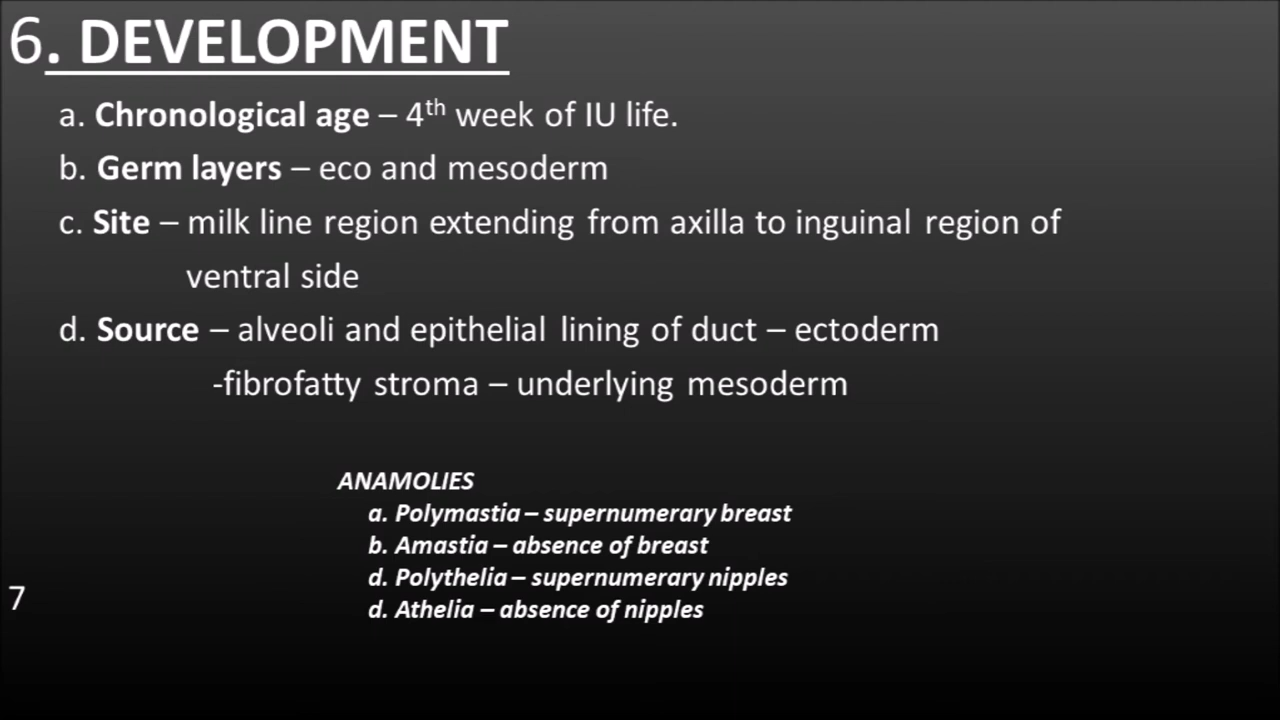 6. DEVELOPMENT
a. Chronological age – 4th week of IU life.
b. Germ layers – eco and mesoderm
c. Site – milk line region extending from axilla to inguinal region of
ventral side
d. Source – alveoli and epithelial lining of duct – ectoderm
-fibrofatty stroma – underlying mesoderm
ANAMOLIES
a. Polymastia – supernumerary breast
b. Amastia – absence of breast
d. Polythelia – supernumerary nipples
d. Athelia – absence of nipples
7